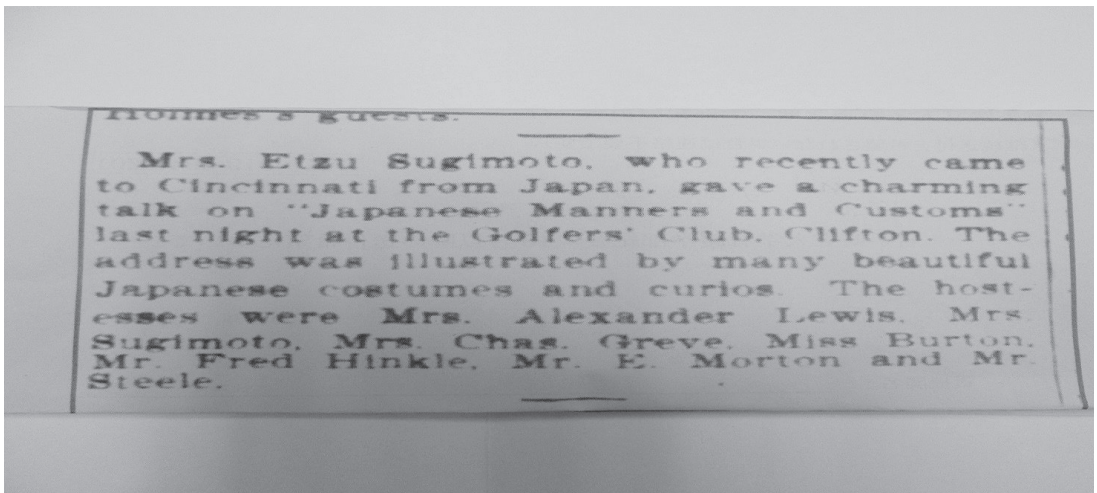 Holmes's guests.
Mrs. Etzu Sugimoto, who recently came
to Cincinnati from Japan, gave a charming
talk on "Japanese Manners and Customs"
last night at the Golfers' Club, Clifton. The
address was illustrated by many beautiful
Japanese costumes and curios. The host-
esses were Mrs. Alexander Lewis, Mrs.
Sugimoto, Mrs. Chas. Greve, Miss Burton,
Mr. Fred Hinkle, Mr. E. Morton and Mr.
Steele.